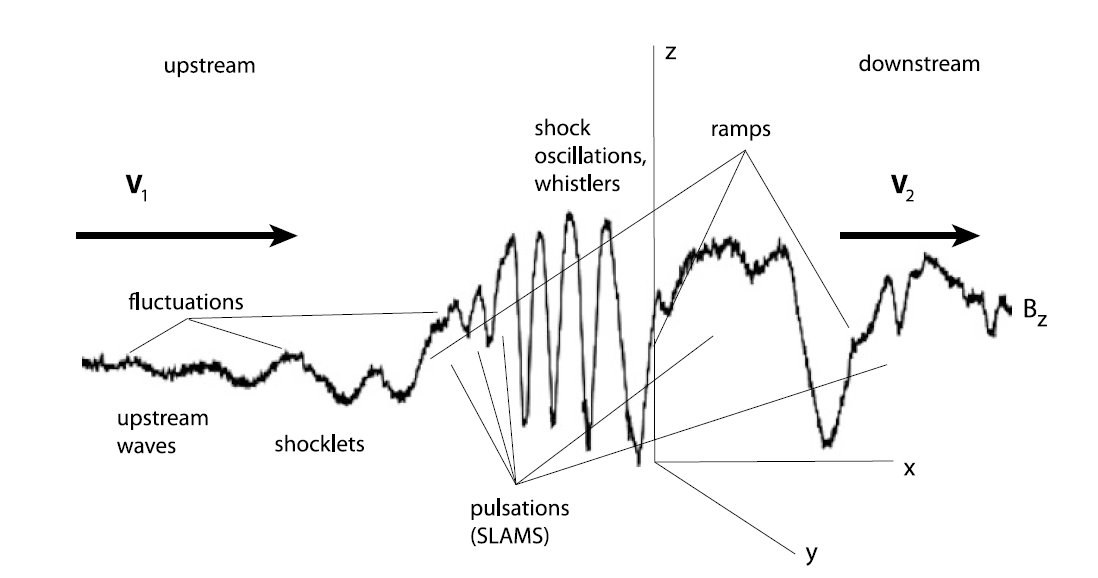 z
upstream
downstream
shock
oscillations,
whistlers
ramps
V1
V2
fluctuations
Bz
upstream
waves
shocklets
x
pulsations
(SLAMS)
y